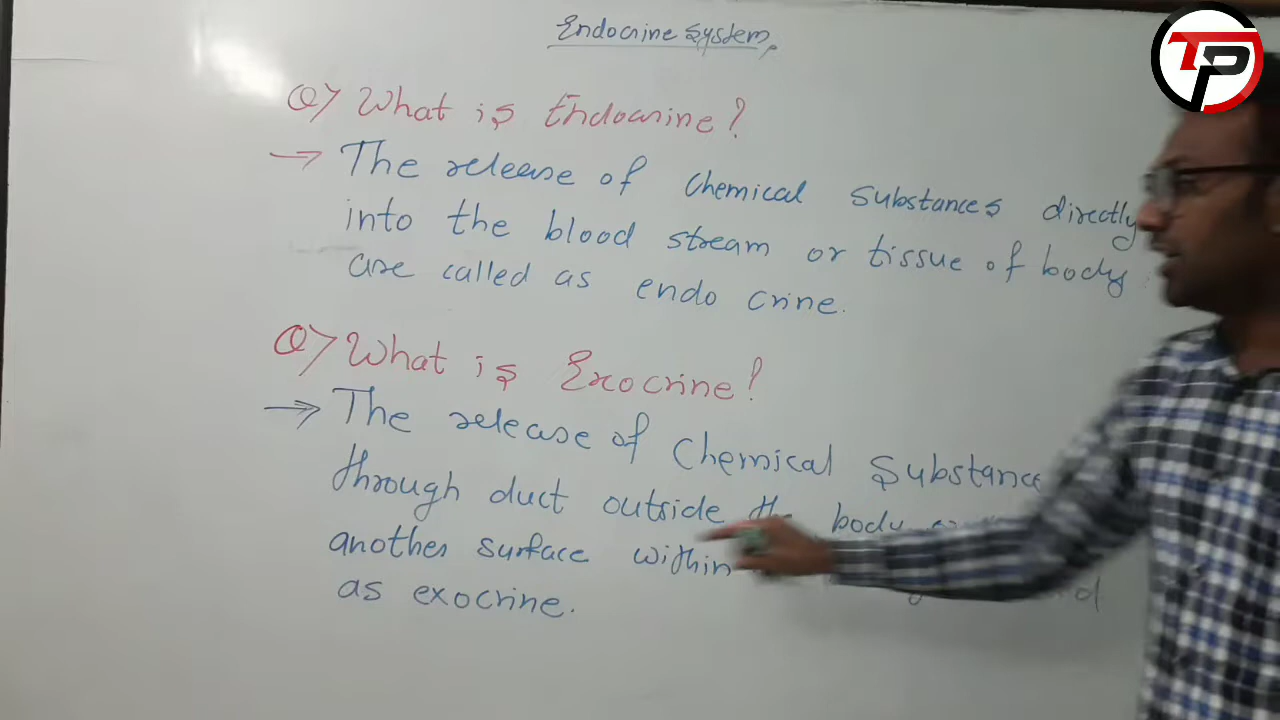 Endocrine System
TP
Q) What is Endocrine?
→ The release of chemical substances directly
into the blood stream or tissue of body
are called as endo crine.
Q) What is Exocrine?
→ The release of Chemical Substance
through duct outside the body
another surface within
as exocrine.